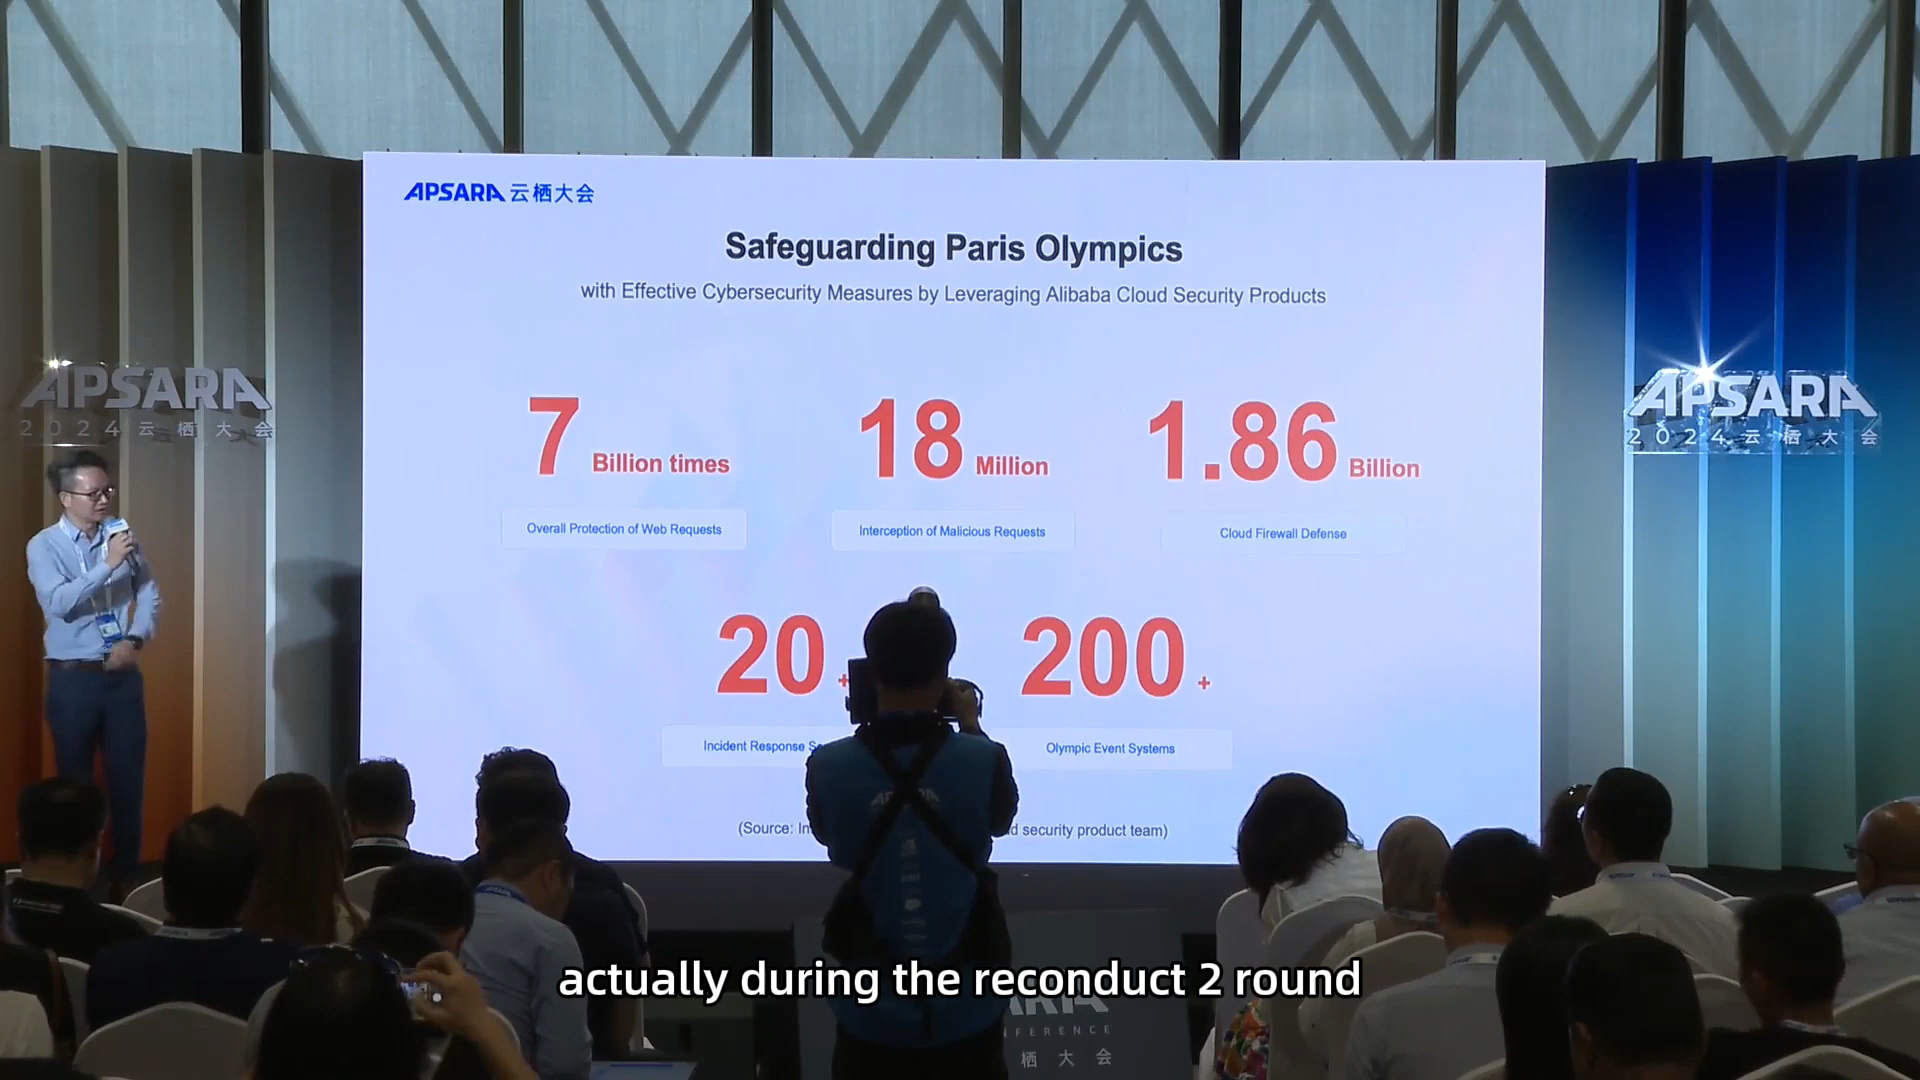 APSARA 云栖大会
Safeguarding Paris Olympics
with Effective Cybersecurity Measures by Leveraging Alibaba Cloud Security Products
7 Billion times
Overall Protection of Web Requests
18 Million
Interception of Malicious Requests
1.86 Billion
Cloud Firewall Defense
20 +
Incident Response
200 +
Olympic Event Systems
(Source: security product team)
APSARA
2024 云栖大会
APSARA
2024 云栖大会
actually during the reconduct 2 round
栖大会